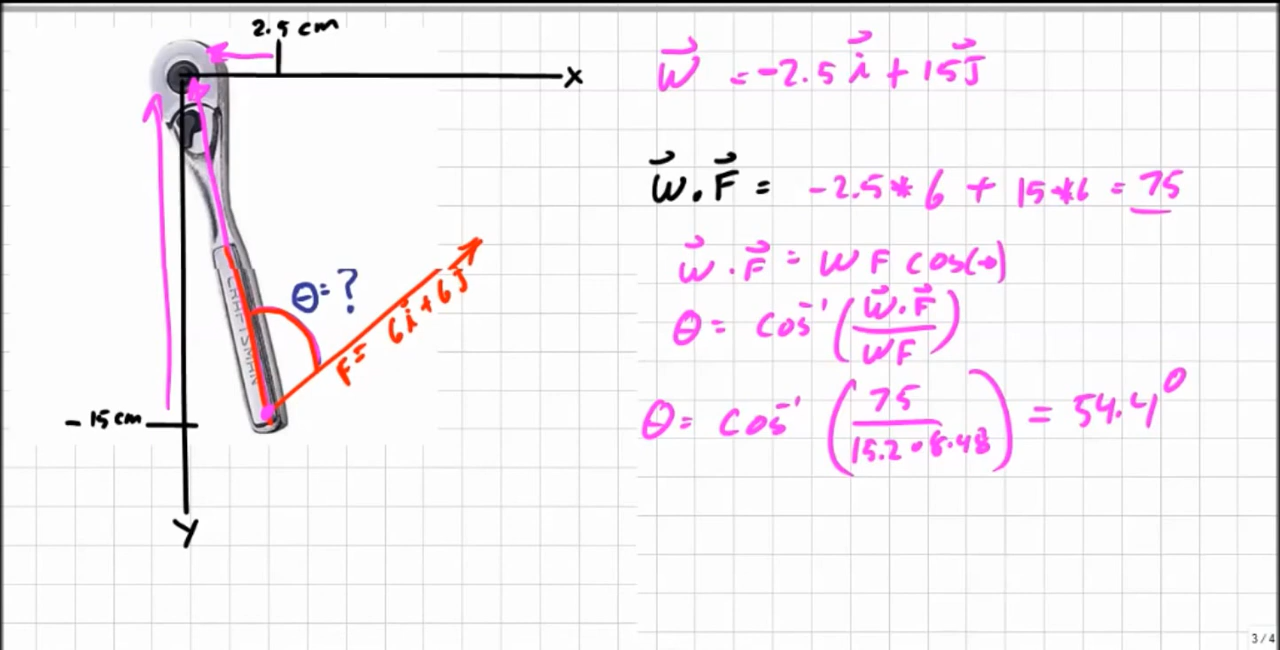 2.5 cm
x
CRAFTSMAN
θ=?
F= 6i+6J
-15 cm
y
W = -2.5 i + 15J
W.F = -2.5*6 + 15*6 = 75
W.F = WF cos(θ)
θ= cos⁻¹ (W.F/WF)
θ= cos⁻¹ (75/15.2•8.48) = 54.4°
3/4